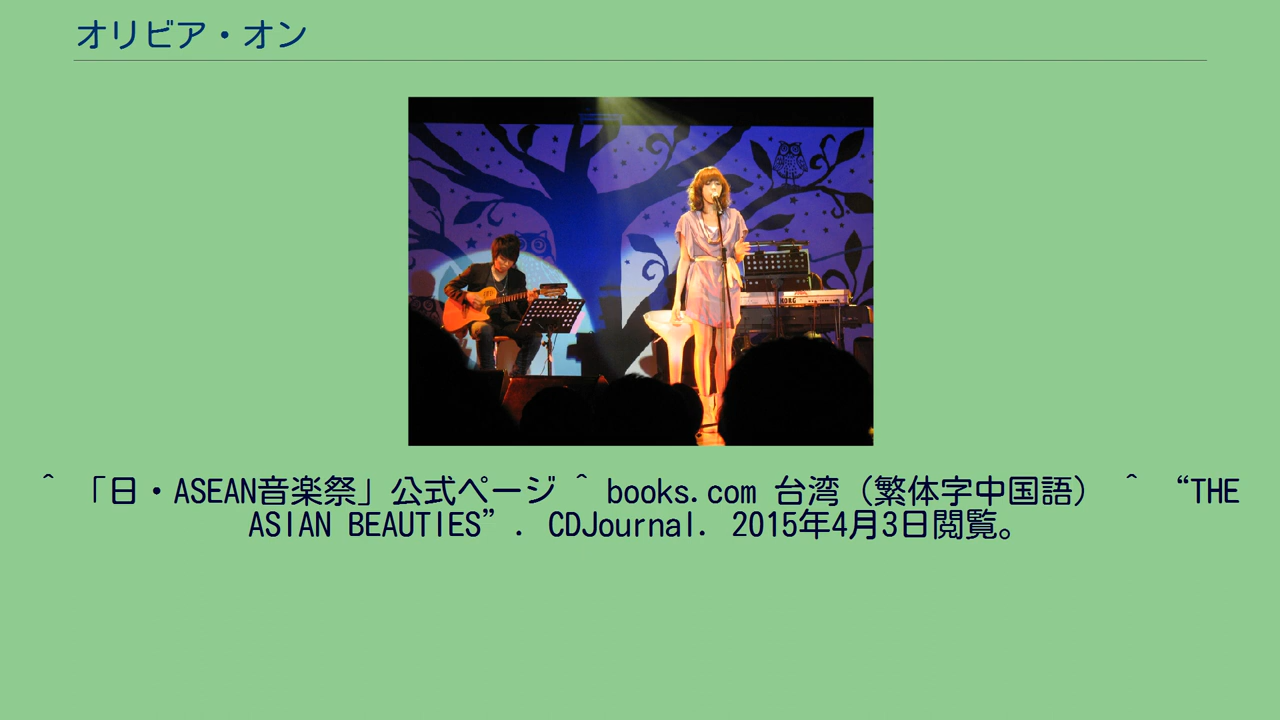 オリビア・オン
KORG
^ 「日・ASEAN音楽祭」公式ページ ^ books.com 台湾（繁体字中国語） ^ “THE
ASIAN BEAUTIES”. CDJournal. 2015年4月3日閲覧。